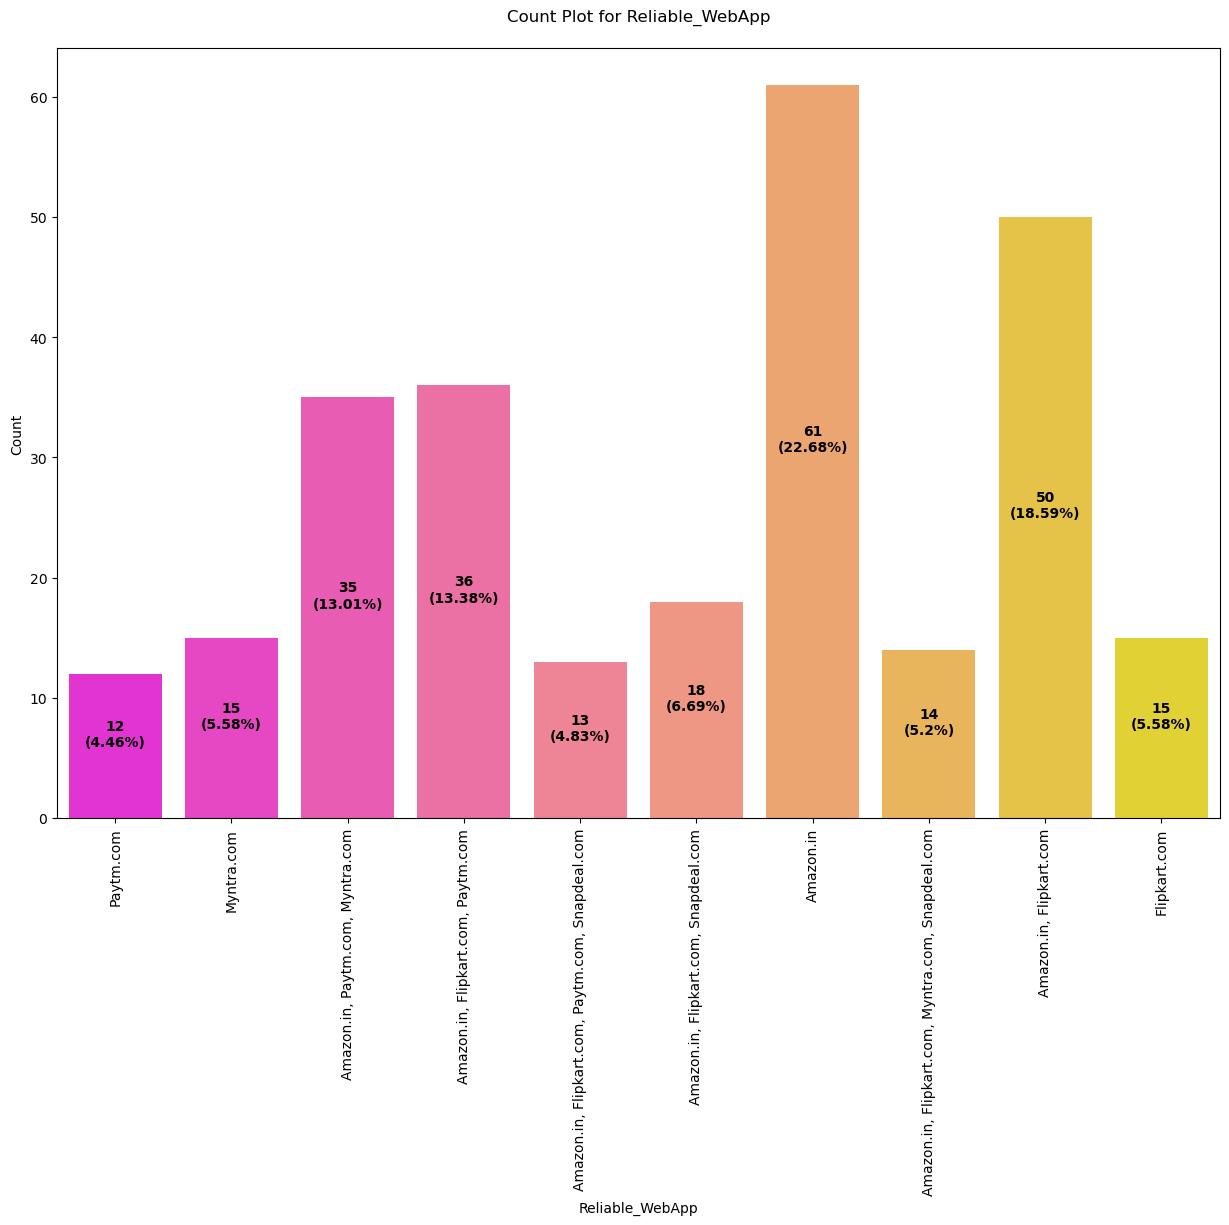 Count Plot for Reliable_WebApp
Count
60
50
40
30
20
10
0
12
(4.46%)
15
(5.58%)
35
(13.01%)
36
(13.38%)
13
(4.83%)
18
(6.69%)
61
(22.68%)
14
(5.2%)
50
(18.59%)
15
(5.58%)
Paytm.com
Myntra.com
Amazon.in, Paytm.com, Myntra.com
Amazon.in, Flipkart.com, Paytm.com
Amazon.in, Flipkart.com, Paytm.com, Snapdeal.com
Amazon.in, Flipkart.com, Snapdeal.com
Amazon.in
Amazon.in, Flipkart.com, Myntra.com, Snapdeal.com
Amazon.in, Flipkart.com
Flipkart.com
Reliable_WebApp